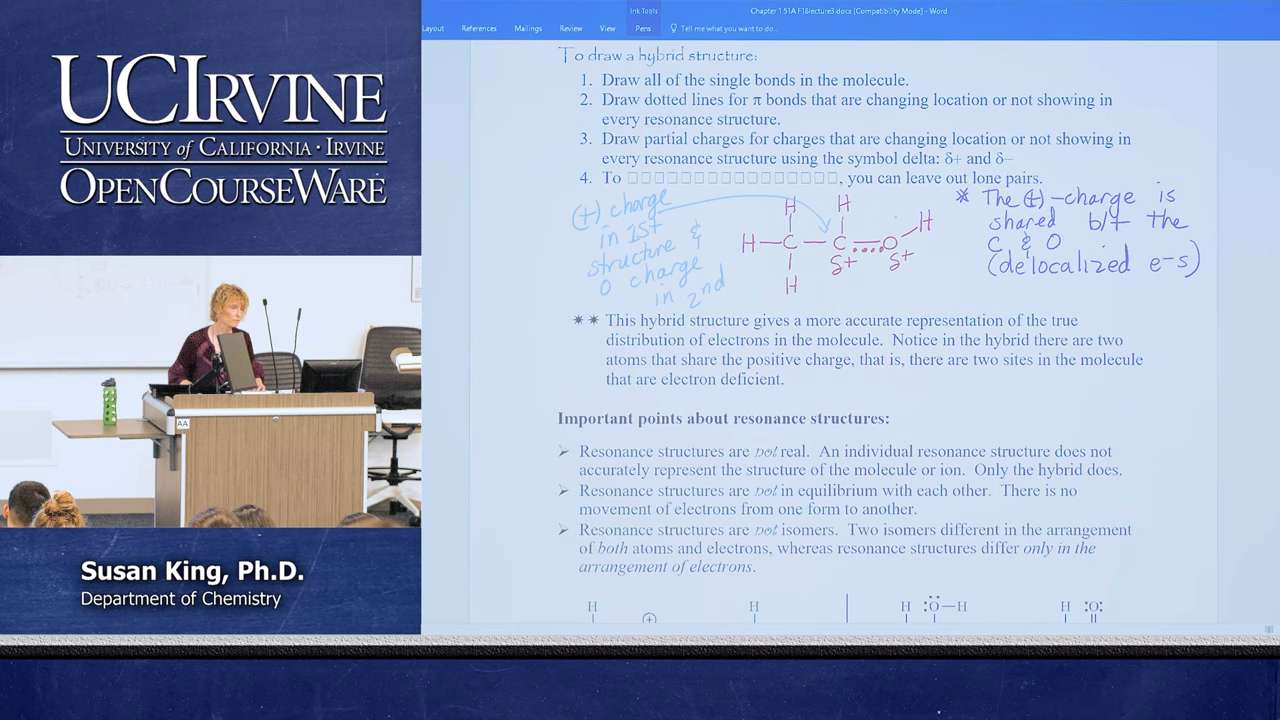 UCIRVINE
UNIVERSITY of CALIFORNIA · IRVINE
OPENCOURSEWARE
AA
Susan King, Ph.D.
Department of Chemistry
Ink Tools
Chapter 1 51A F18lecture3.docx [Compatibility Mode] - Word
Layout References Mailings Review View Pens Tell me what you want to do...
To draw a hybrid structure:
1. Draw all of the single bonds in the molecule.
2. Draw dotted lines for π bonds that are changing location or not showing in
every resonance structure.
3. Draw partial charges for charges that are changing location or not showing in
every resonance structure using the symbol delta: δ+ and δ–
4. To □□□□□□□□□□□□□□□□, you can leave out lone pairs.
(+) charge
in 1st
structure &
O charge
in 2nd
H H H
H—C—C—O
δ+ δ+
H
* The (+)-charge is
shared b/t the
C & O
(delocalized e-s)
** This hybrid structure gives a more accurate representation of the true
distribution of electrons in the molecule. Notice in the hybrid there are two
atoms that share the positive charge, that is, there are two sites in the molecule
that are electron deficient.
Important points about resonance structures:
➢ Resonance structures are not real. An individual resonance structure does not
accurately represent the structure of the molecule or ion. Only the hybrid does.
➢ Resonance structures are not in equilibrium with each other. There is no
movement of electrons from one form to another.
➢ Resonance structures are not isomers. Two isomers different in the arrangement
of both atoms and electrons, whereas resonance structures differ only in the
arrangement of electrons.
H + H H :Ö—H H :O: